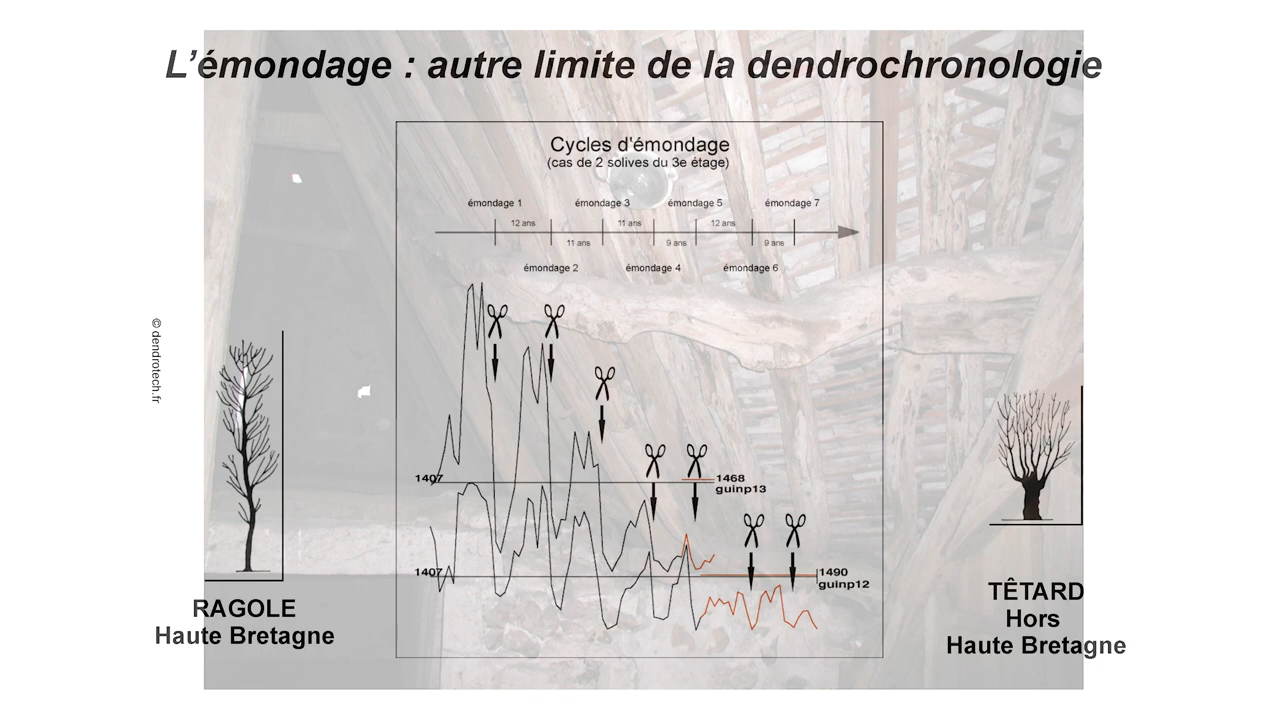 L’émondage : autre limite de la dendrochronologie
Cycles d'émondage
(cas de 2 solives du 3e étage)
émondage 1
émondage 3
émondage 5
émondage 7
12 ans
11 ans
12 ans
11 ans
9 ans
9 ans
émondage 2
émondage 4
émondage 6
© dendrotech.fr
1407
1468
guinp13
1407
1490
guinp12
RAGOLE
Haute Bretagne
TÊTARD
Hors
Haute Bretagne